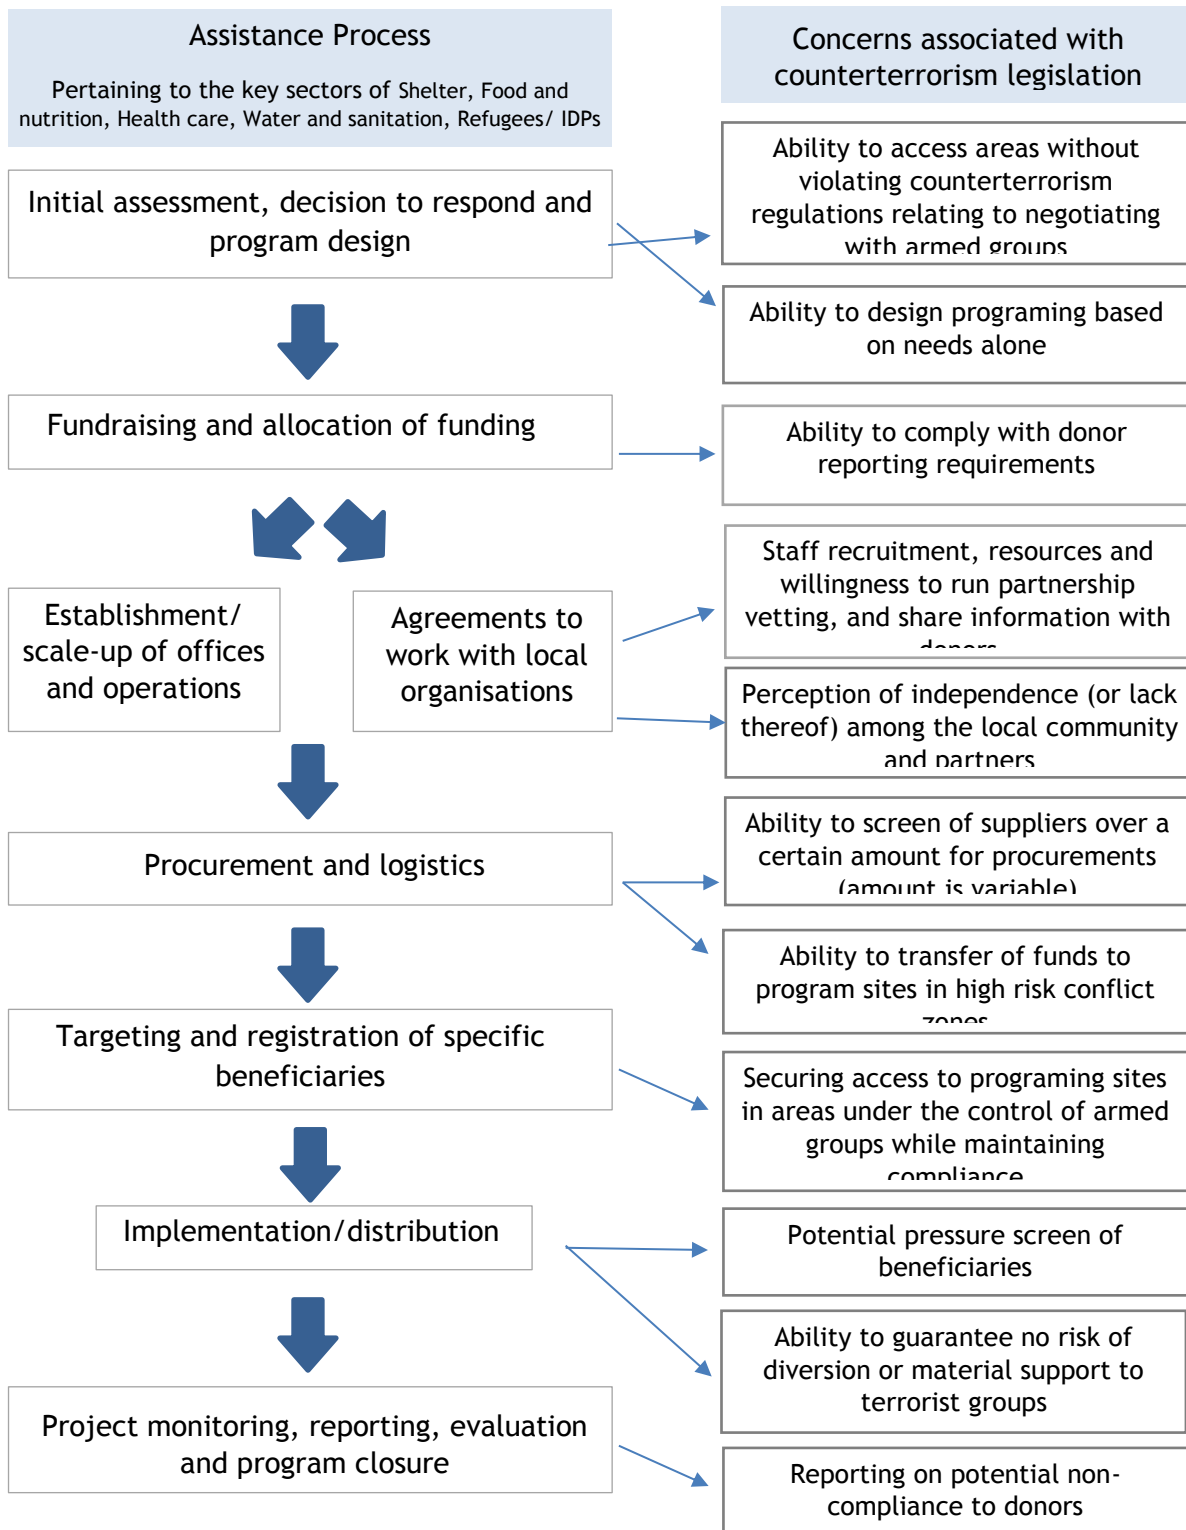 Assistance Process
Pertaining to the key sectors of Shelter, Food and
nutrition, Health care, Water and sanitation, Refugees/ IDPs
Initial assessment, decision to respond and
program design
Fundraising and allocation of funding
Establishment/
scale-up of offices
and operations
Agreements to
work with local
organisations
Procurement and logistics
Targeting and registration of specific
beneficiaries
Implementation/distribution
Project monitoring, reporting, evaluation
and program closure
Concerns associated with
counterterrorism legislation
Ability to access areas without
violating counterterrorism
regulations relating to negotiating
with armed groups
Ability to design programing based
on needs alone
Ability to comply with donor
reporting requirements
Staff recruitment, resources and
willingness to run partnership
vetting, and share information with
donors
Perception of independence (or lack
thereof) among the local community
and partners
Ability to screen of suppliers over a
certain amount for procurements
(amount is variable)
Ability to transfer of funds to
program sites in high risk conflict
zones
Securing access to programing sites
in areas under the control of armed
groups while maintaining
compliance
Potential pressure screen of
beneficiaries
Ability to guarantee no risk of
diversion or material support to
terrorist groups
Reporting on potential non-
compliance to donors